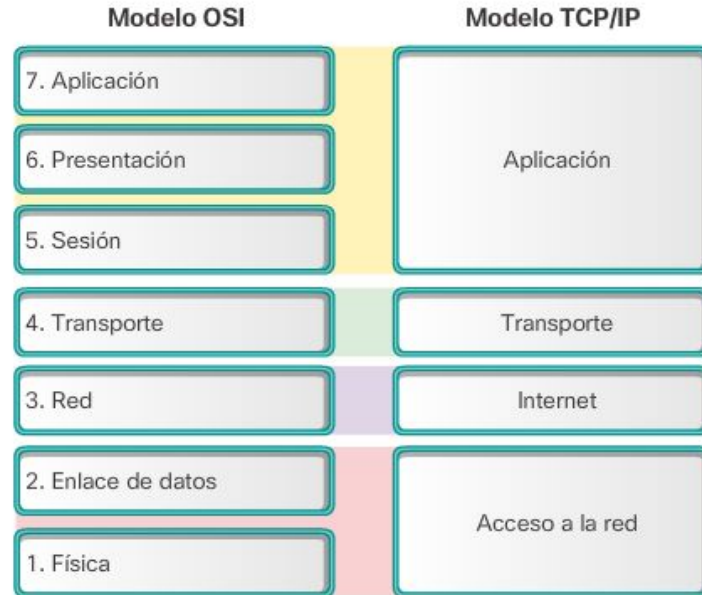 Modelo OSI
Modelo TCP/IP
7. Aplicación
6. Presentación
5. Sesión
Aplicación
4. Transporte
Transporte
3. Red
Internet
2. Enlace de datos
1. Física
Acceso a la red